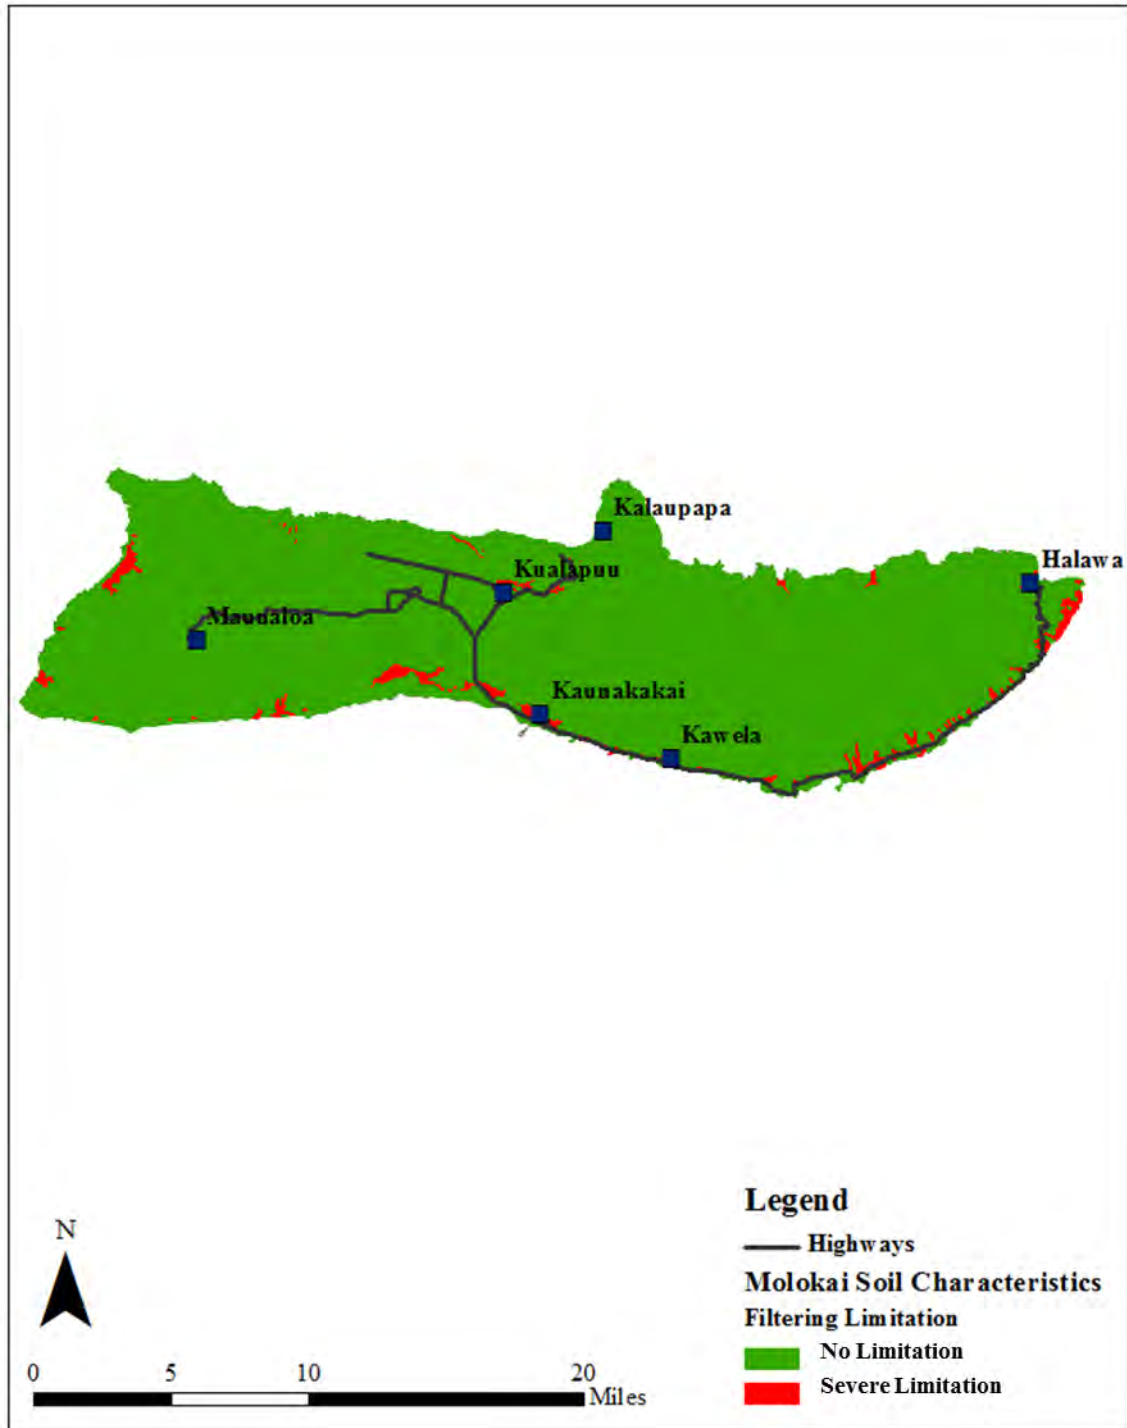 Kalaupapa
Halawa
Kualapuu
Maunaloa
Kaunakakai
Kawela
Legend
Highways
Molokai Soil Characteristics
Filtering Limitation
No Limitation
Severe Limitation
N
0 5 10 20
Miles